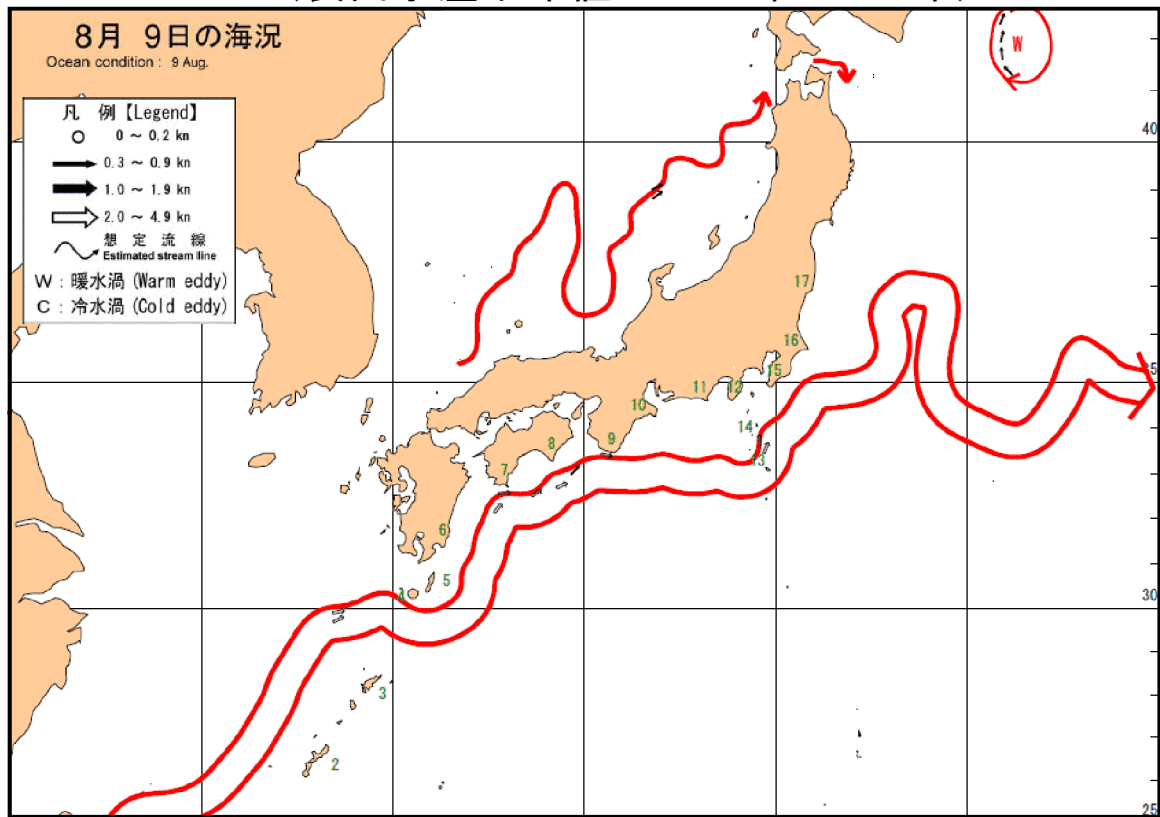 8月 9日の海況
Ocean condition : 9 Aug.
凡 例【Legend】
0 ~ 0.2 kn
0.3 ~ 0.9 kn
1.0 ~ 1.9 kn
2.0 ~ 4.9 kn
想 定 流 線
Estimated stream line
W : 暖水渦 (Warm eddy)
C : 冷水渦 (Cold eddy)
W
40
17
16
15
35
12
11
10
14
9
8
13
7
6
5
4
30
3
2
25